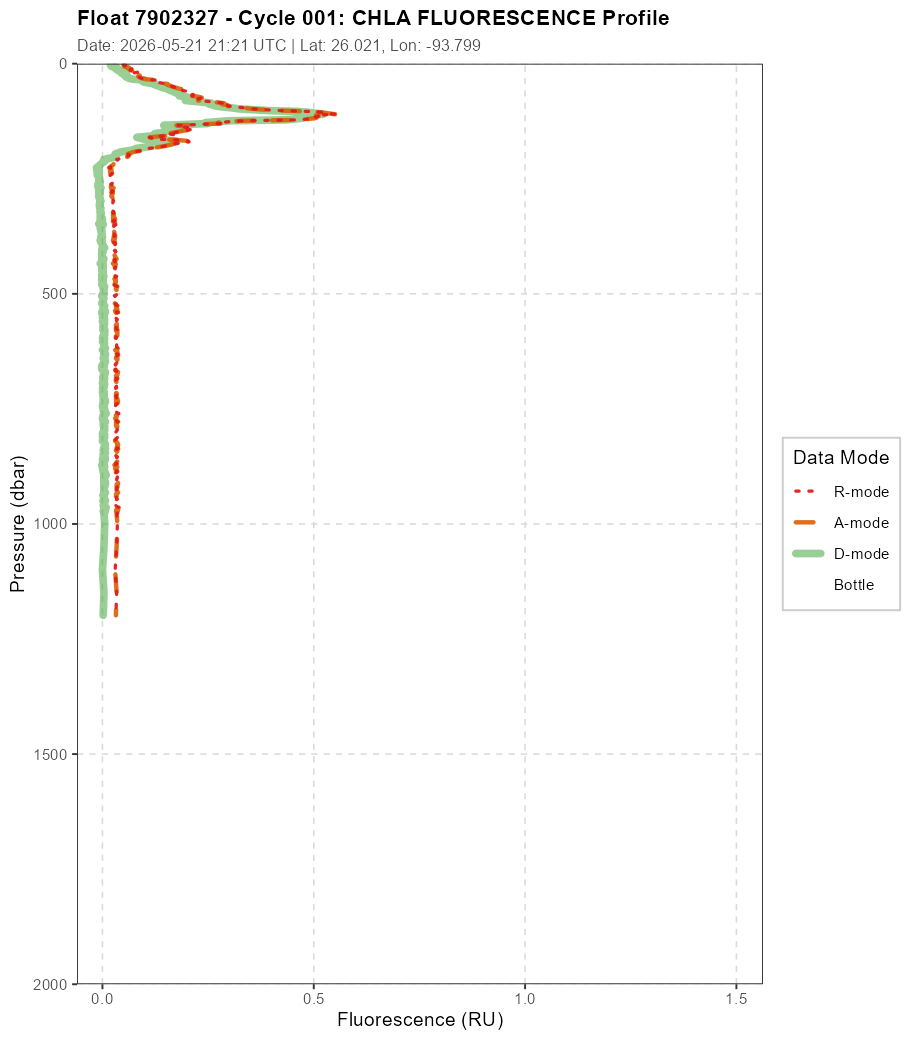 Float 7902327 - Cycle 001: CHLA FLUORESCENCE Profile
Date: 2026-05-21 21:21 UTC | Lat: 26.021, Lon: -93.799
0
500
1000
1500
2000
Pressure (dbar)
0.0 0.5 1.0 1.5
Fluorescence (RU)
Data Mode
R-mode
A-mode
D-mode
Bottle